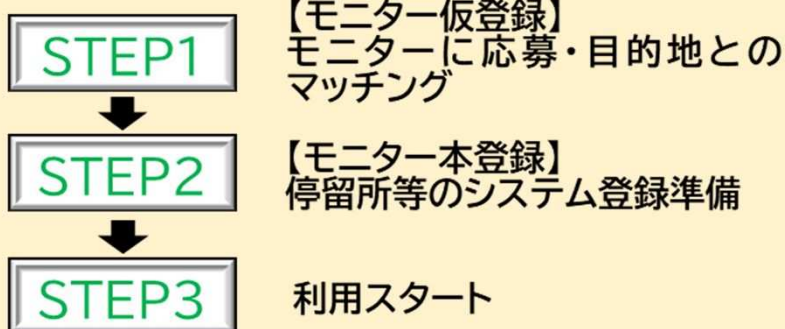 STEP1
【モニター仮登録】
モニターに応募・目的地との
マッチング
STEP2
【モニター本登録】
停留所等のシステム登録準備
STEP3
利用スタート